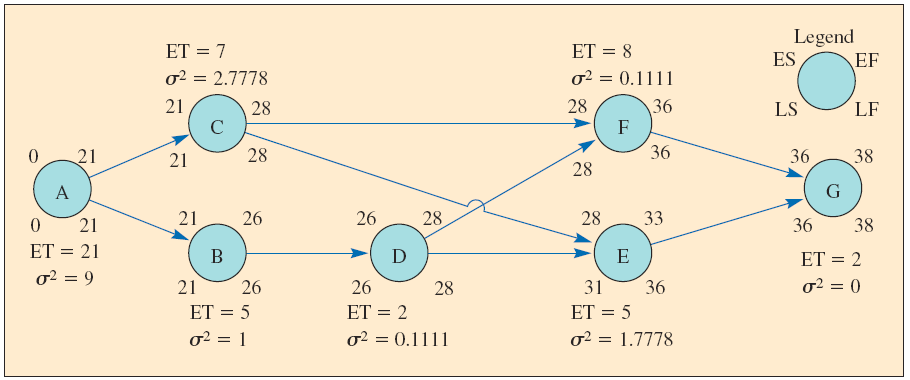 Legend
ES EF
LS LF
ET = 7
σ² = 2.7778
21 28
C
21 28
ET = 8
σ² = 0.1111
28 36
F
28 36
0 21
A
0 21
ET = 21
σ² = 9
21 26
B
21 26
ET = 5
σ² = 1
26 28
D
26 28
ET = 2
σ² = 0.1111
28 33
E
31 36
ET = 5
σ² = 1.7778
36 38
G
36 38
ET = 2
σ² = 0